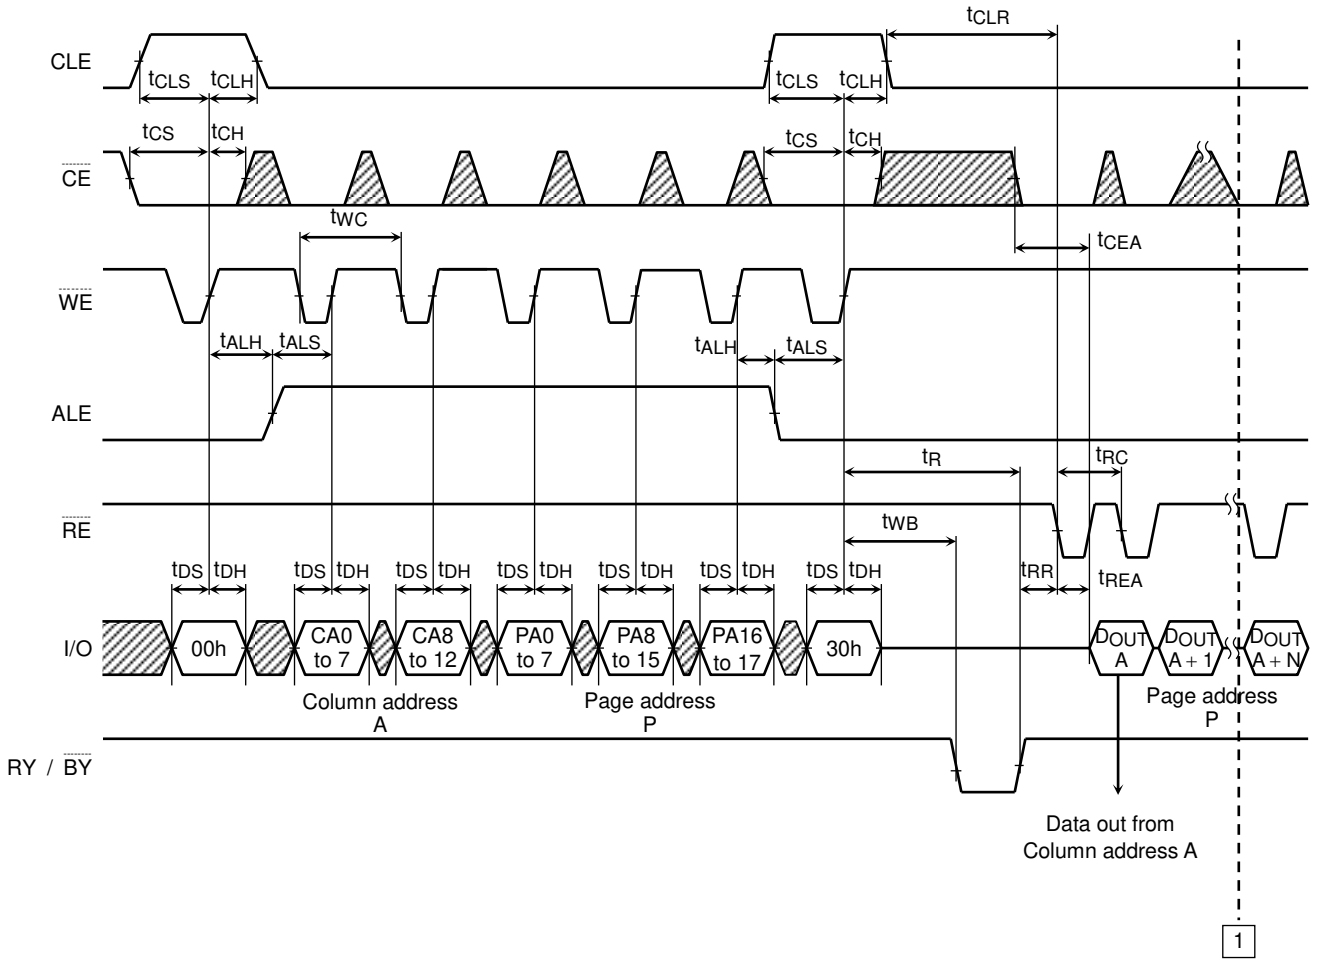 tCLR
CLE
tCLS tCLH tCLS tCLH
tCS tCH tCS tCH
CE
tWC
tCEA
WE
tALH tALS tALH tALS
ALE
tR tRC
RE
tWB
tDS tDH tDS tDH tDS tDH tDS tDH tDS tDH tDS tDH tDS tDH tRR tREA
I/O
00h
CA0 to 7
CA8 to 12
PA0 to 7
PA8 to 15
PA16 to 17
30h
DOUT A
DOUT A + 1
DOUT A + N
Column address
A
Page address
P
Page address
P
RY / BY
Data out from
Column address A
1